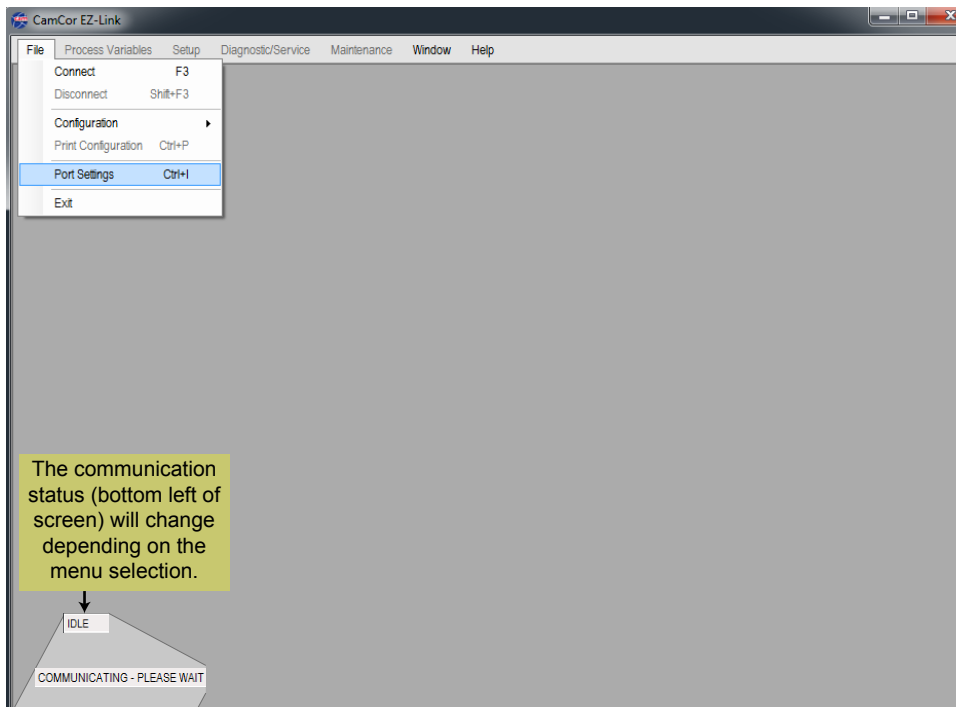 CamCor EZ-Link
File Process Variables Setup Diagnostic/Service Maintenance Window Help
Connect F3
Disconnect Shift+F3
Configuration
Print Configuration Ctrl+P
Port Settings Ctrl+I
Exit
The communication
status (bottom left of
screen) will change
depending on the
menu selection.
IDLE
COMMUNICATING - PLEASE WAIT